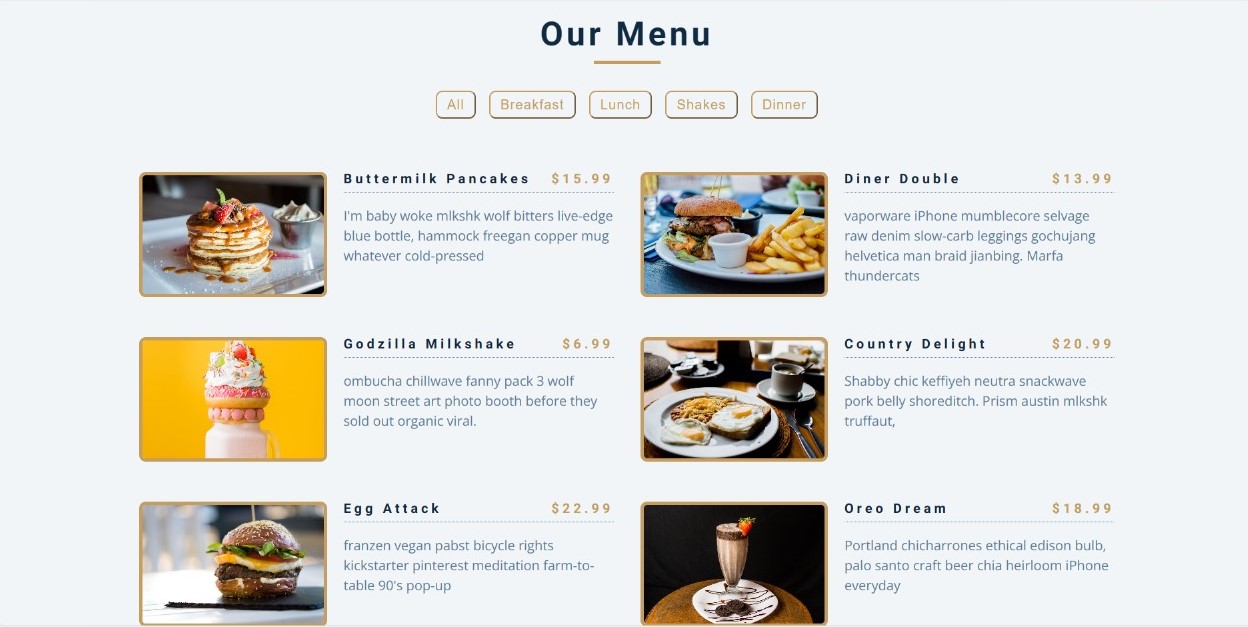 Our Menu
All Breakfast Lunch Shakes Dinner
Buttermilk Pancakes $15.99
I'm baby woke mlkshk wolf bitters live-edge
blue bottle, hammock freegan copper mug
whatever cold-pressed
Diner Double $13.99
vaporware iPhone mumblecore selvage
raw denim slow-carb leggings gochujang
helvetica man braid jianbing. Marfa
thundercats
Godzilla Milkshake $6.99
ombucha chillwave fanny pack 3 wolf
moon street art photo booth before they
sold out organic viral.
Country Delight $20.99
Shabby chic keffiyeh neutra snackwave
pork belly shoreditch. Prism austin mlkshk
truffaut,
Egg Attack $22.99
franzen vegan pabst bicycle rights
kickstarter pinterest meditation farm-to-
table 90's pop-up
Oreo Dream $18.99
Portland chicharrones ethical edison bulb,
palo santo craft beer chia heirloom iPhone
everyday